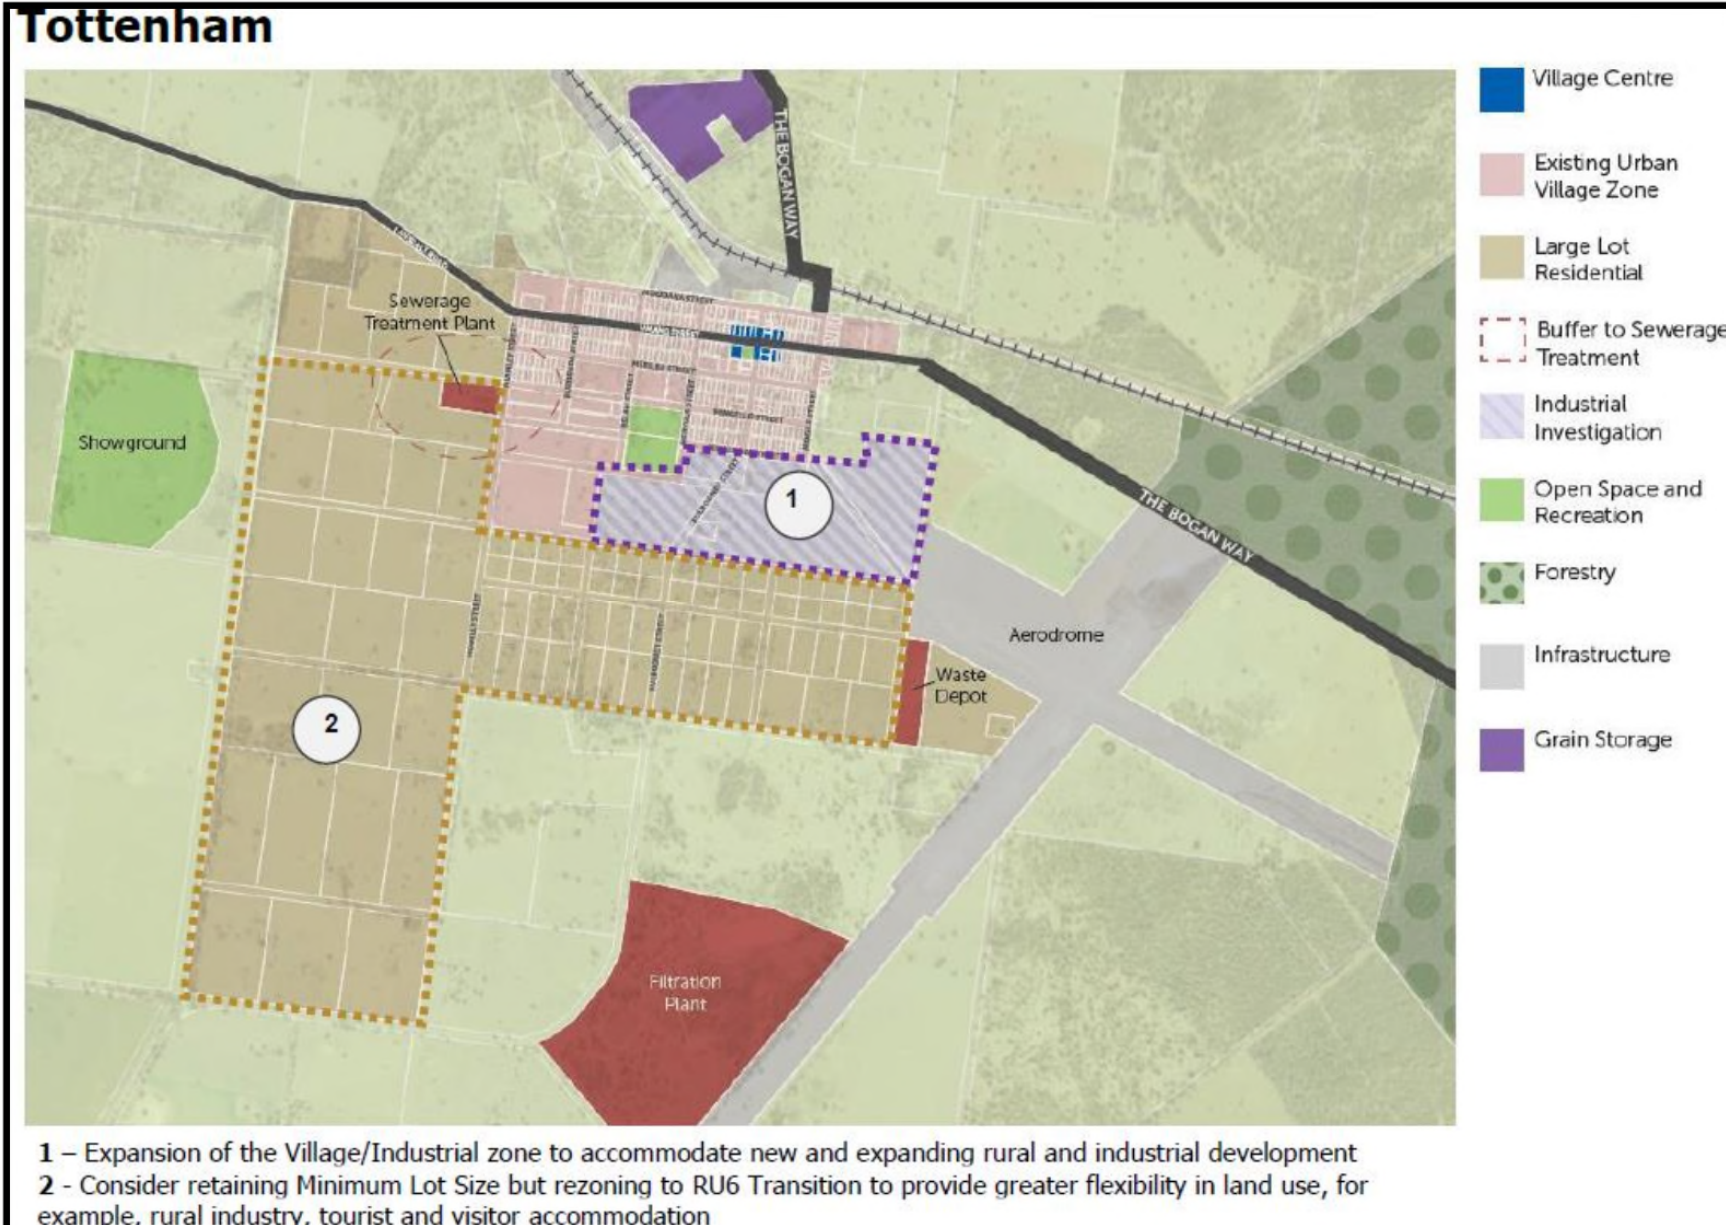 Tottenham
Village Centre
Existing Urban
Village Zone
Large Lot
Residential
Buffer to Sewerage
Treatment
Industrial
Investigation
Open Space and
Recreation
Forestry
Infrastructure
Grain Storage
THE BOGAN WAY
Sewerage
Treatment Plant
Showground
1
THE BOGAN WAY
Aerodrome
Waste
Depot
2
Filtration
Plant
1 – Expansion of the Village/Industrial zone to accommodate new and expanding rural and industrial development
2 - Consider retaining Minimum Lot Size but rezoning to RU6 Transition to provide greater flexibility in land use, for
example, rural industry, tourist and visitor accommodation